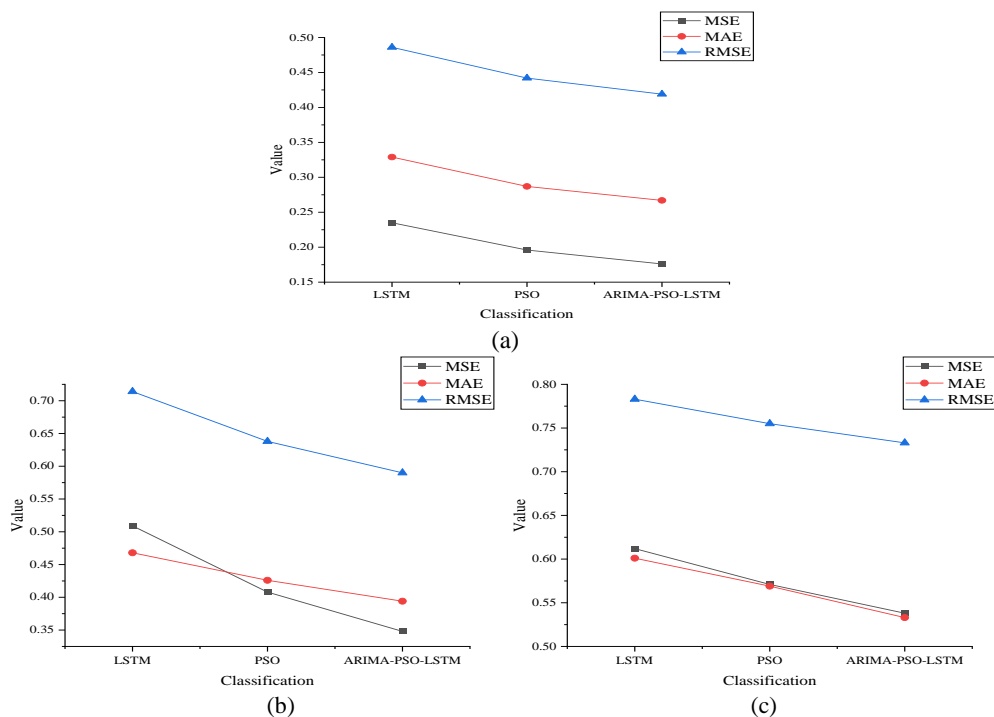 MSE
MAE
RMSE
0.50
0.45
0.40
0.35
0.30
0.25
0.20
0.15
Value
LSTM PSO ARIMA-PSO-LSTM
Classification
(a)
MSE
MAE
RMSE
0.70
0.65
0.60
0.55
0.50
0.45
0.40
0.35
Value
LSTM PSO ARIMA-PSO-LSTM
Classification
(b)
MSE
MAE
RMSE
0.80
0.75
0.70
0.65
0.60
0.55
0.50
Value
LSTM PSO ARIMA-PSO-LSTM
Classification
(c)